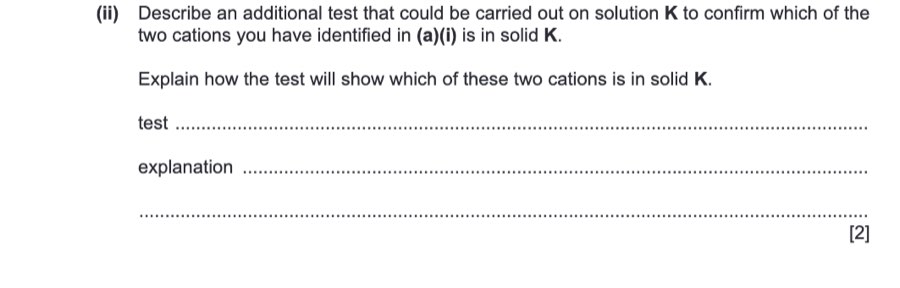 (ii) Describe an additional test that could be carried out on solution K to confirm which of the
two cations you have identified in (a)(i) is in solid K.
Explain how the test will show which of these two cations is in solid K.
test ................................................................................
explanation ................................................................................
................................................................................
[2]